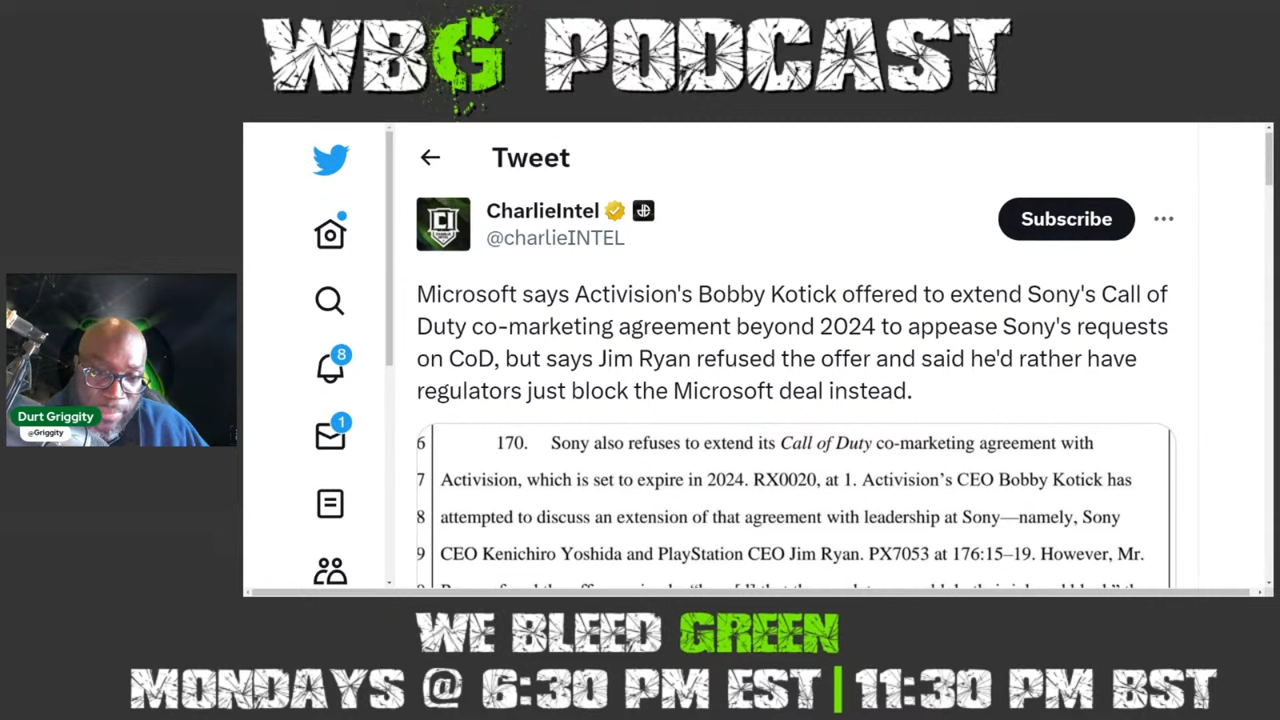 WBG PODCAST
Tweet
CharlieIntel
@charlieINTEL
Subscribe
Microsoft says Activision's Bobby Kotick offered to extend Sony's Call of
Duty co-marketing agreement beyond 2024 to appease Sony's requests
on CoD, but says Jim Ryan refused the offer and said he'd rather have
regulators just block the Microsoft deal instead.
6 170. Sony also refuses to extend its Call of Duty co-marketing agreement with
7 Activision, which is set to expire in 2024. RX0020, at 1. Activision's CEO Bobby Kotick has
8 attempted to discuss an extension of that agreement with leadership at Sony—namely, Sony
9 CEO Kenichiro Yoshida and PlayStation CEO Jim Ryan. PX7053 at 176:15–19. However, Mr.
8
1
CI
Durt Griggity
@Griggity
WE BLEED GREEN
MONDAYS @ 6:30 PM EST | 11:30 PM BST